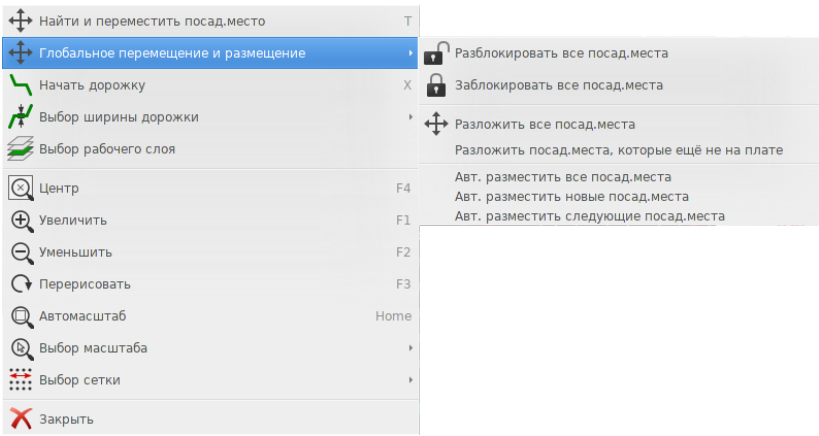 Найти и переместить посад.место T
Глобальное перемещение и размещение
Начать дорожку X
Выбор ширины дорожки
Выбор рабочего слоя
Центр F4
Увеличить F1
Уменьшить F2
Перерисовать F3
Автомасштаб Home
Выбор масштаба
Выбор сетки
Закрыть
Разблокировать все посад.места
Заблокировать все посад.места
Разложить все посад.места
Разложить посад.места, которые ещё не на плате
Авт. разместить все посад.места
Авт. разместить новые посад.места
Авт. разместить следующие посад.места